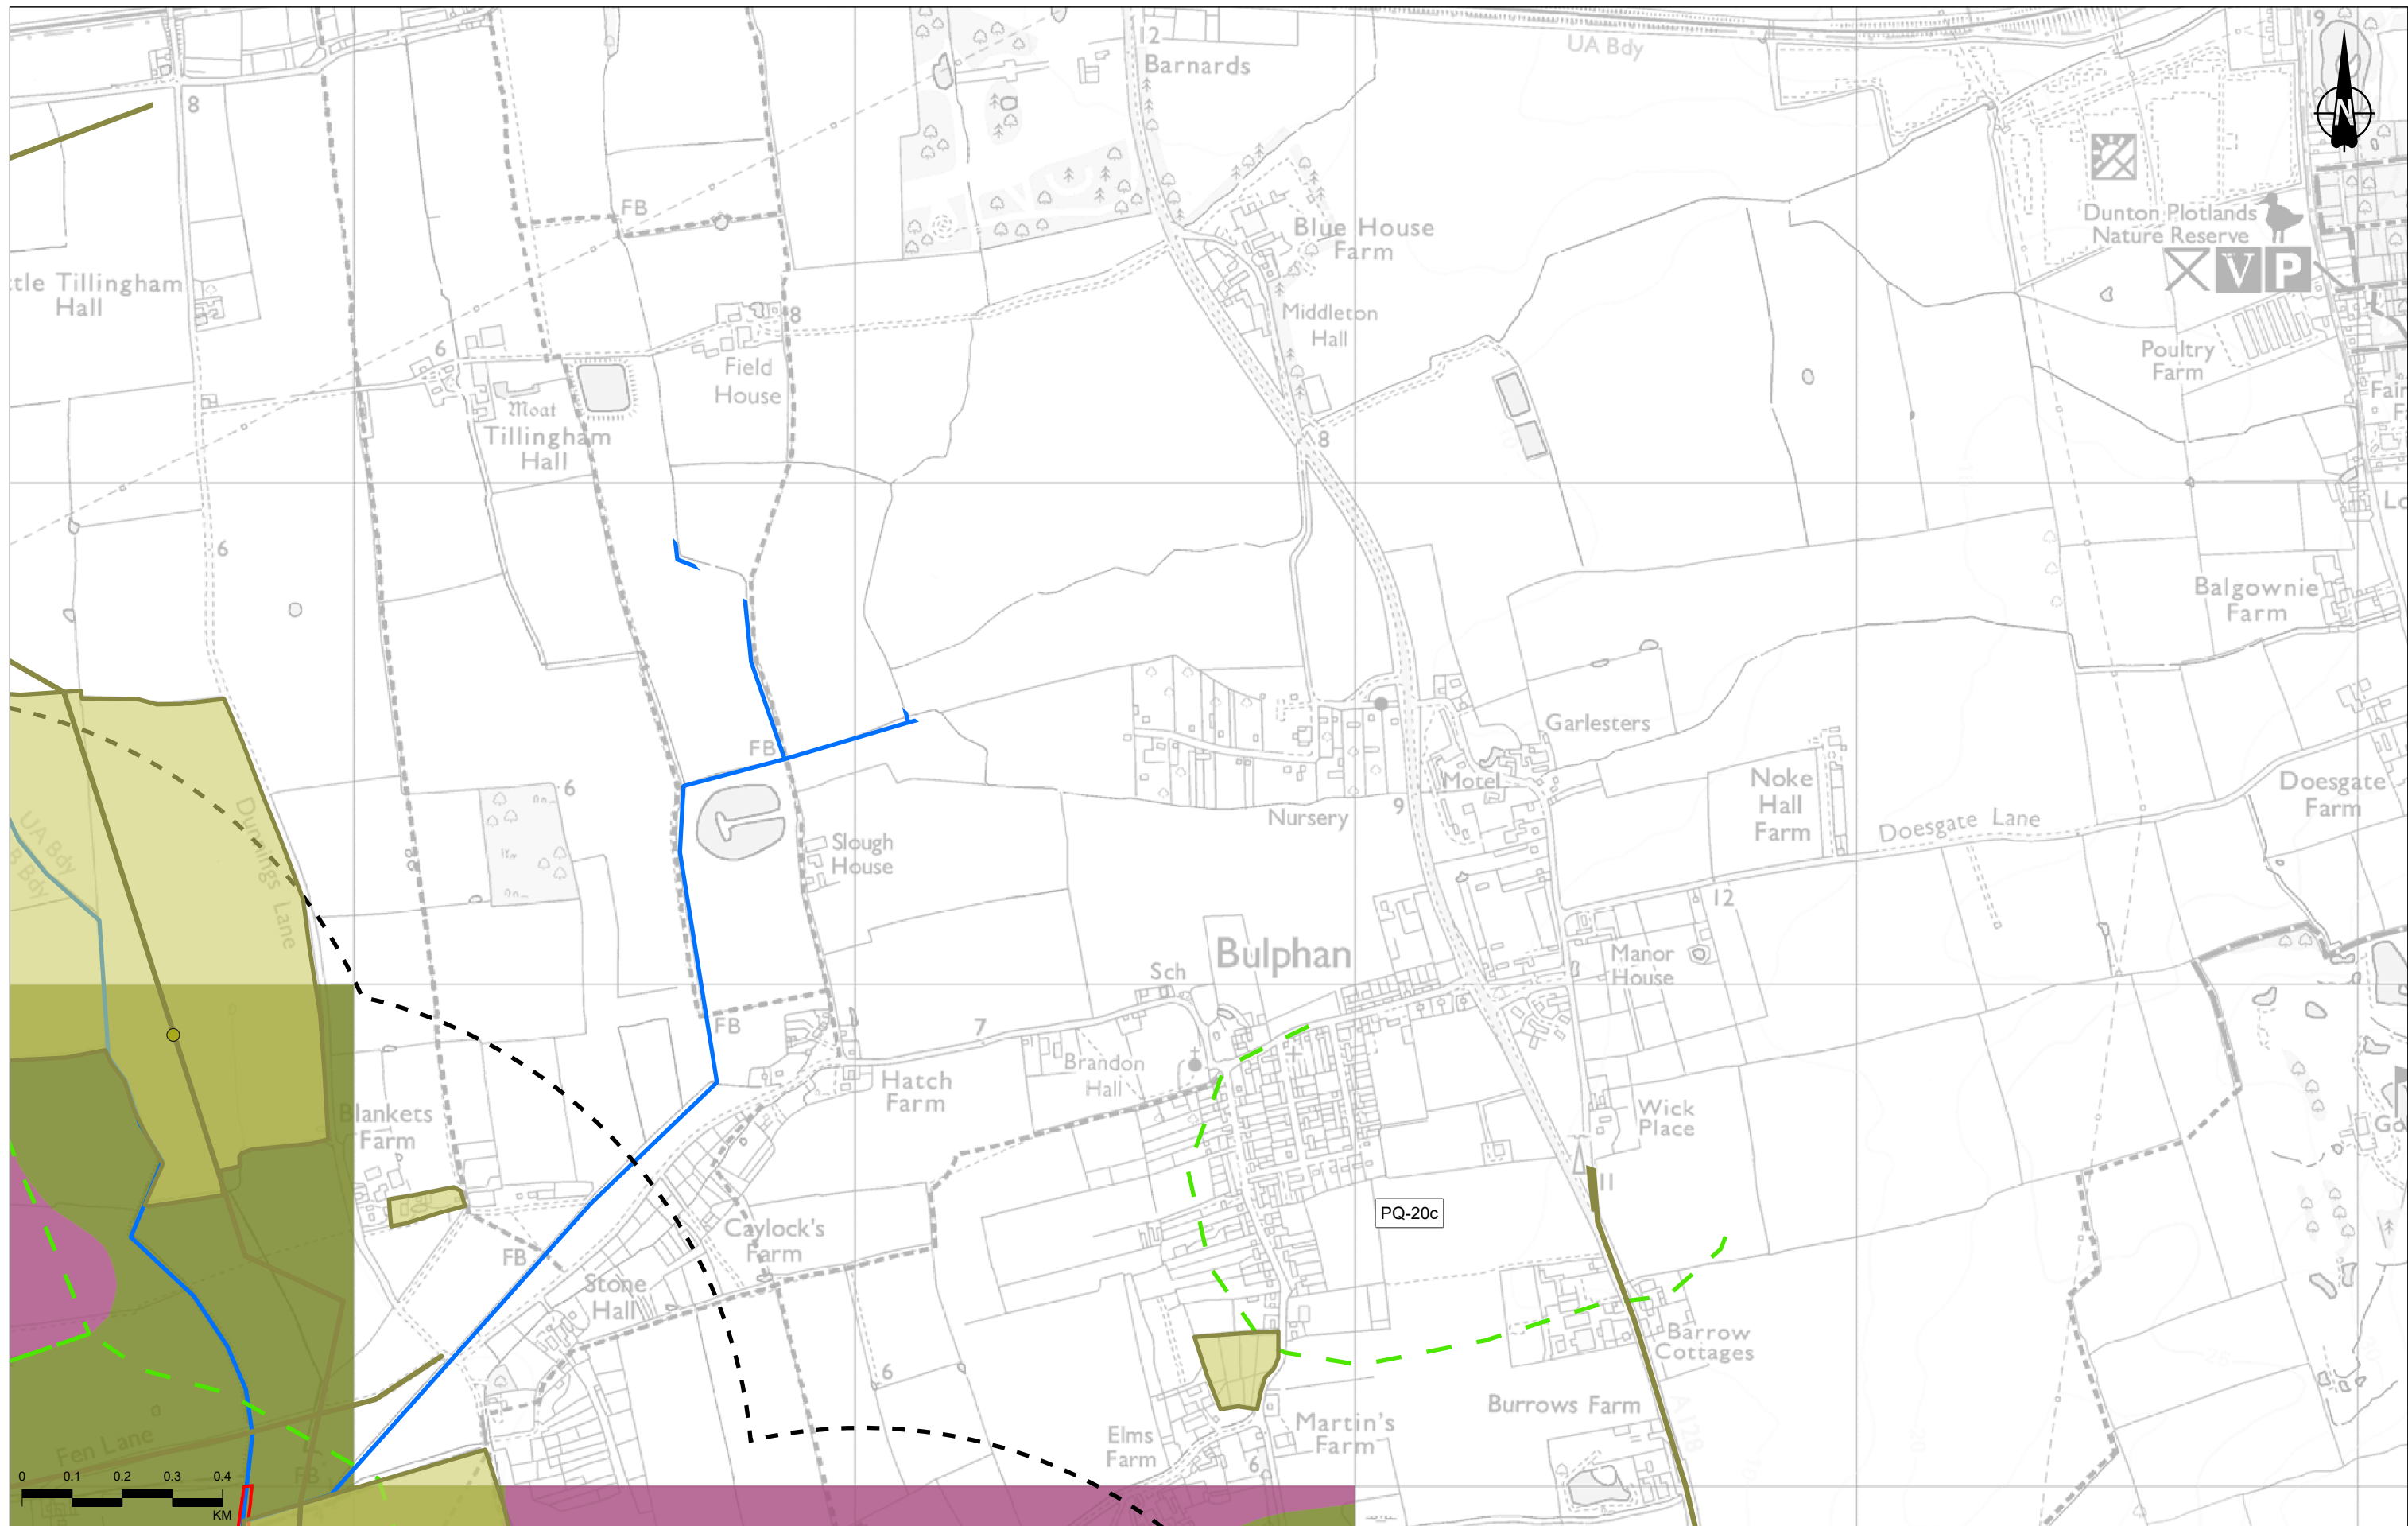 19
12
UA Bdy
Barnards
8
N
FB
Dunton Plotlands
Nature Reserve
Blue House
Farm
V P
tle Tillingham
Hall
8
Middleton
Hall
6
Poultry
Farm
Field
House
Fair
F
Moat
Tillingham
Hall
8
Lo
6
Balgownie
Farm
FB
Garlesters
6
Motel
Noke
Hall
Farm
Doesgate
Farm
9
Nursery
Doesgate Lane
UA Bdy
B Bdy
Dunnings Lane
Slough
House
12
Bulphan
Manor
House
Sch
FB
7
Brandon
Hall
Hatch
Farm
Blankets
Farm
Wick
Place
11
PQ-20c
Caylock's
Farm
FB
Stone
Hall
Barrow
Cottages
6
Burrows Farm
A128
Martin's
Farm
Elms
Farm
6
Go
Fen Lane
FB
0 0.1 0.2 0.3 0.4
KM